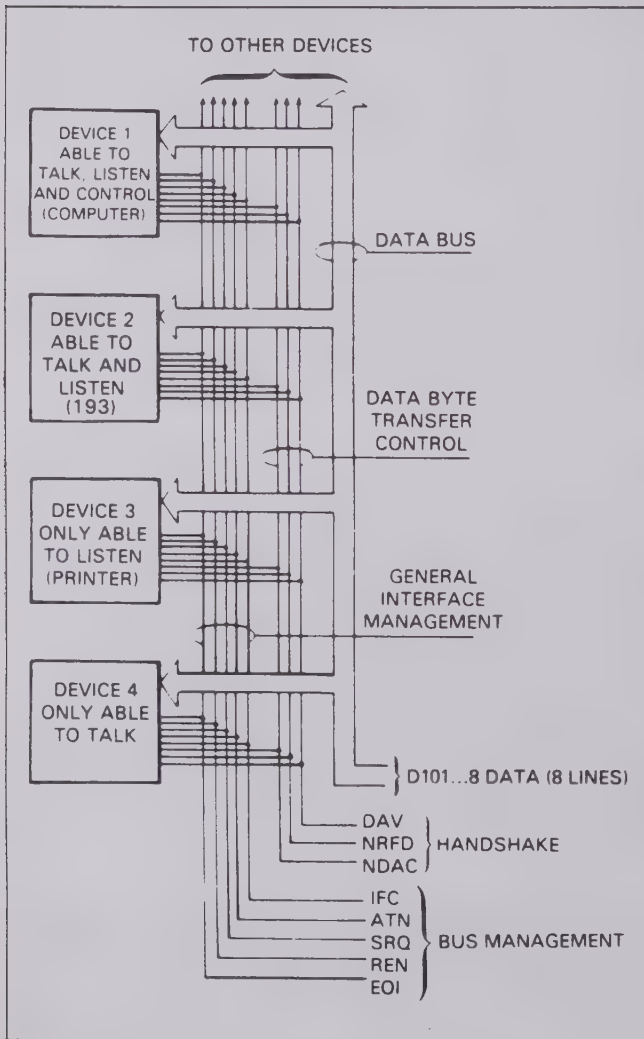 TO OTHER DEVICES
DEVICE 1
ABLE TO
TALK, LISTEN
AND CONTROL
(COMPUTER)
DATA BUS
DEVICE 2
ABLE TO
TALK AND
LISTEN
(193)
DATA BYTE
TRANSFER
CONTROL
DEVICE 3
ONLY ABLE
TO LISTEN
(PRINTER)
GENERAL
INTERFACE
MANAGEMENT
DEVICE 4
ONLY ABLE
TO TALK
D101...8 DATA (8 LINES)
DAV
NRFD
NDAC
HANDSHAKE
IFC
ATN
SRQ
REN
EOI
BUS MANAGEMENT